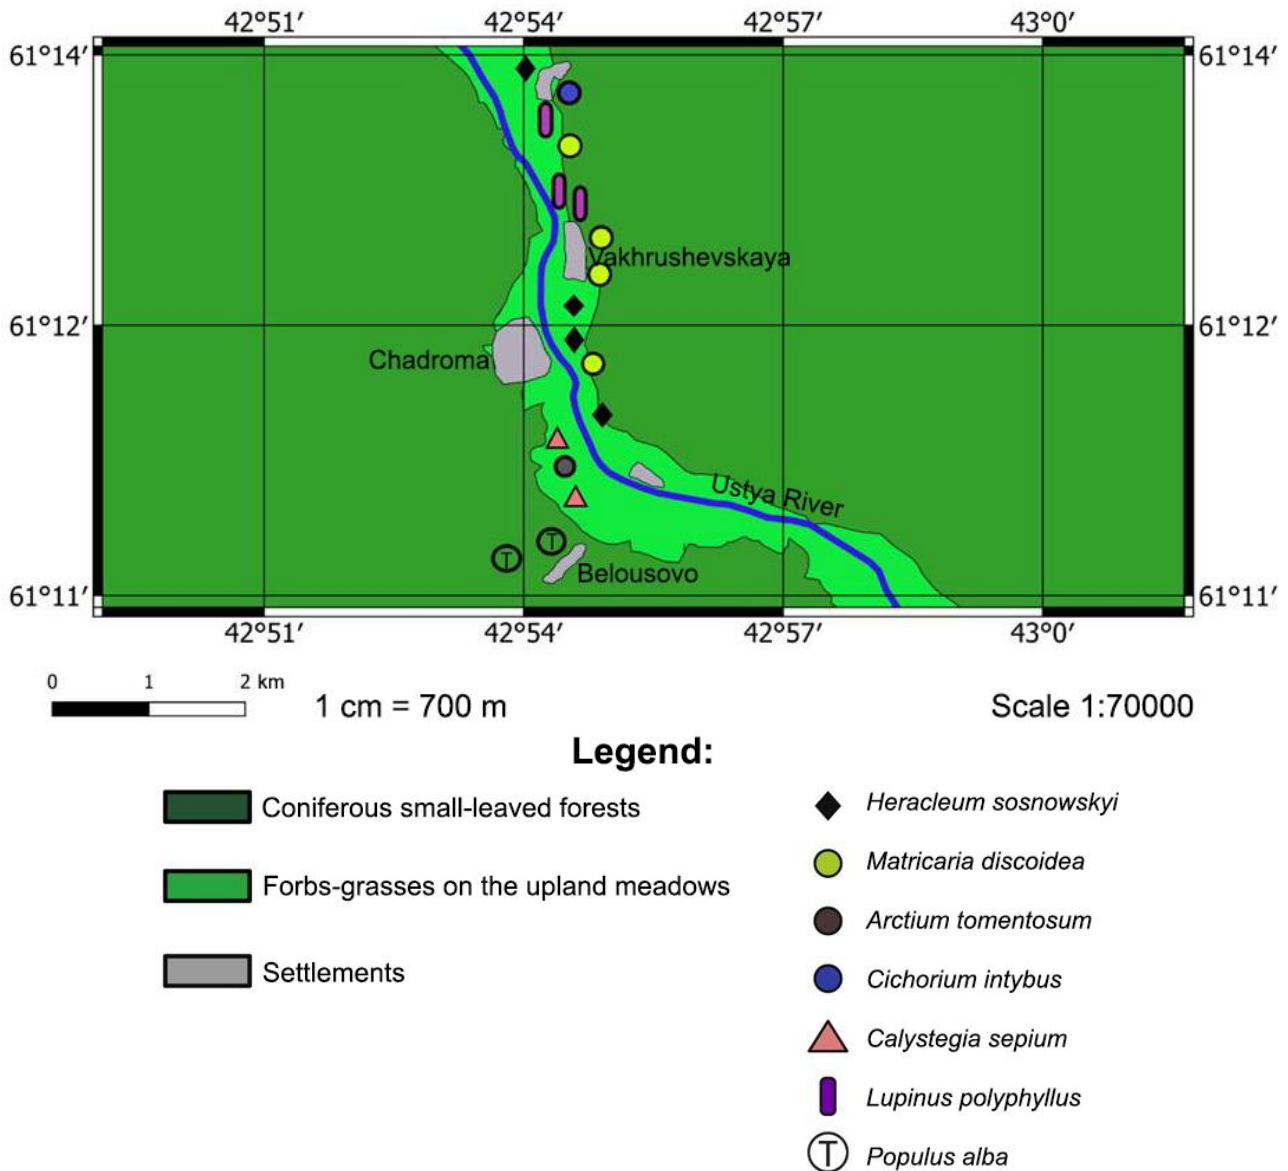 42°51′ 42°54′ 42°57′ 43°0′
61°14′ 61°14′
Vakhrushevskaya
61°12′ 61°12′
Chadroma
Ustya River
T T
Belousovo
61°11′ 61°11′
42°51′ 42°54′ 42°57′ 43°0′
0 1 2 km
1 cm = 700 m
Scale 1:70000
Legend:
Coniferous small-leaved forests
Forbs-grasses on the upland meadows
Settlements
Heracleum sosnowskyi
Matricaria discoidea
Arctium tomentosum
Cichorium intybus
Calystegia sepium
Lupinus polyphyllus
T Populus alba